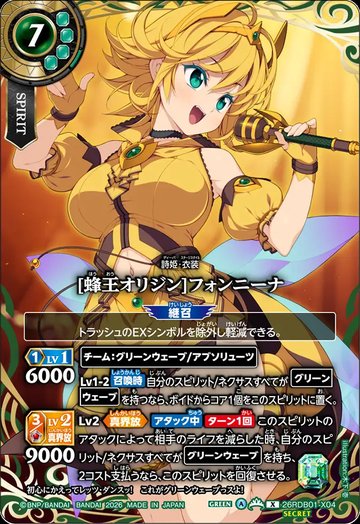 7
SPIRIT
詩姫・衣装
[蜂王オリジン]フォンニーナ
継召
トラッシュのEXシンボルを除外し軽減できる。
1 LV1 チーム:グリーンウェーブ/アブソリューツ
6000 Lv1-2 召喚時 自分のスピリット/ネクサスすべてが グリーン
ウェーブ を持つなら、ボイドからコア1個をこのスピリットに置く。
3 LV2 真界放 Lv2 真界放 アタック中 ターン1回 このスピリットの
アタックによって相手のライフを減らした時、自分のスピ
9000 リット/ネクサスすべてが グリーンウェーブ を持ち、
2コスト支払うなら、このスピリットを回復させる。
初心にかえってレッツ・ダンスッ! これがグリーンウェーブっスよ!
©BNP/BANDAI BANDAI 2026 MADE IN JAPAN GREEN A X 26RDB01-X04
SECRET